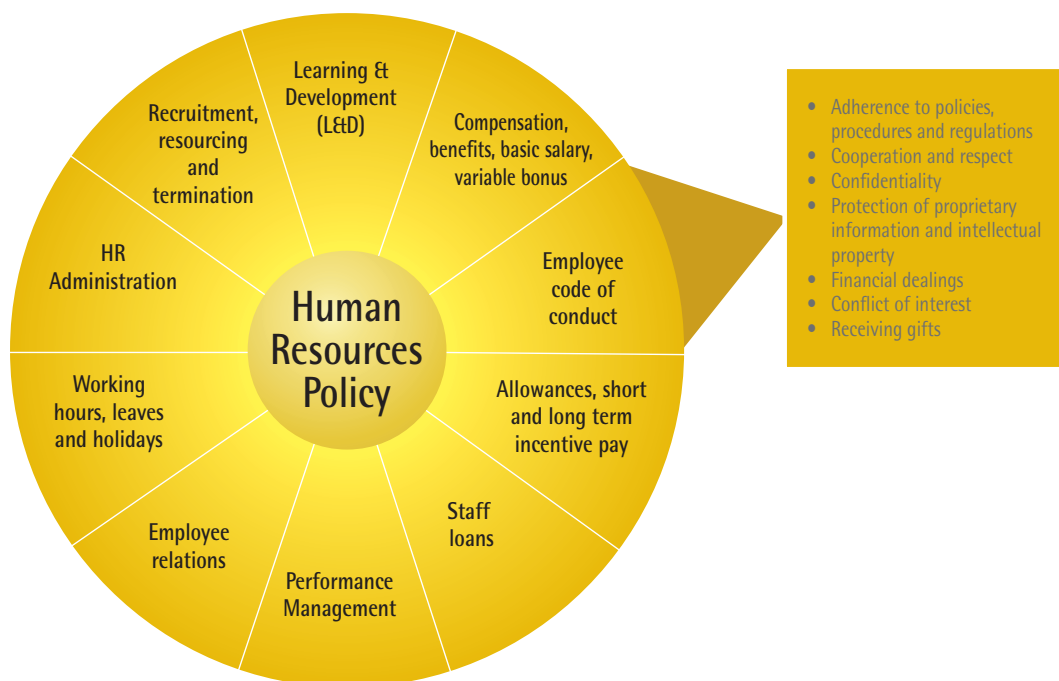 Human
Resources
Policy
Learning &
Development
(L&D)
Compensation,
benefits, basic salary,
variable bonus
Employee
code of
conduct
Allowances, short
and long term
incentive pay
Staff
loans
Performance
Management
Employee
relations
Working
hours, leaves
and holidays
HR
Administration
Recruitment,
resourcing
and
termination
• Adherence to policies,
procedures and regulations
• Cooperation and respect
• Confidentiality
• Protection of proprietary
information and intellectual
property
• Financial dealings
• Conflict of interest
• Receiving gifts